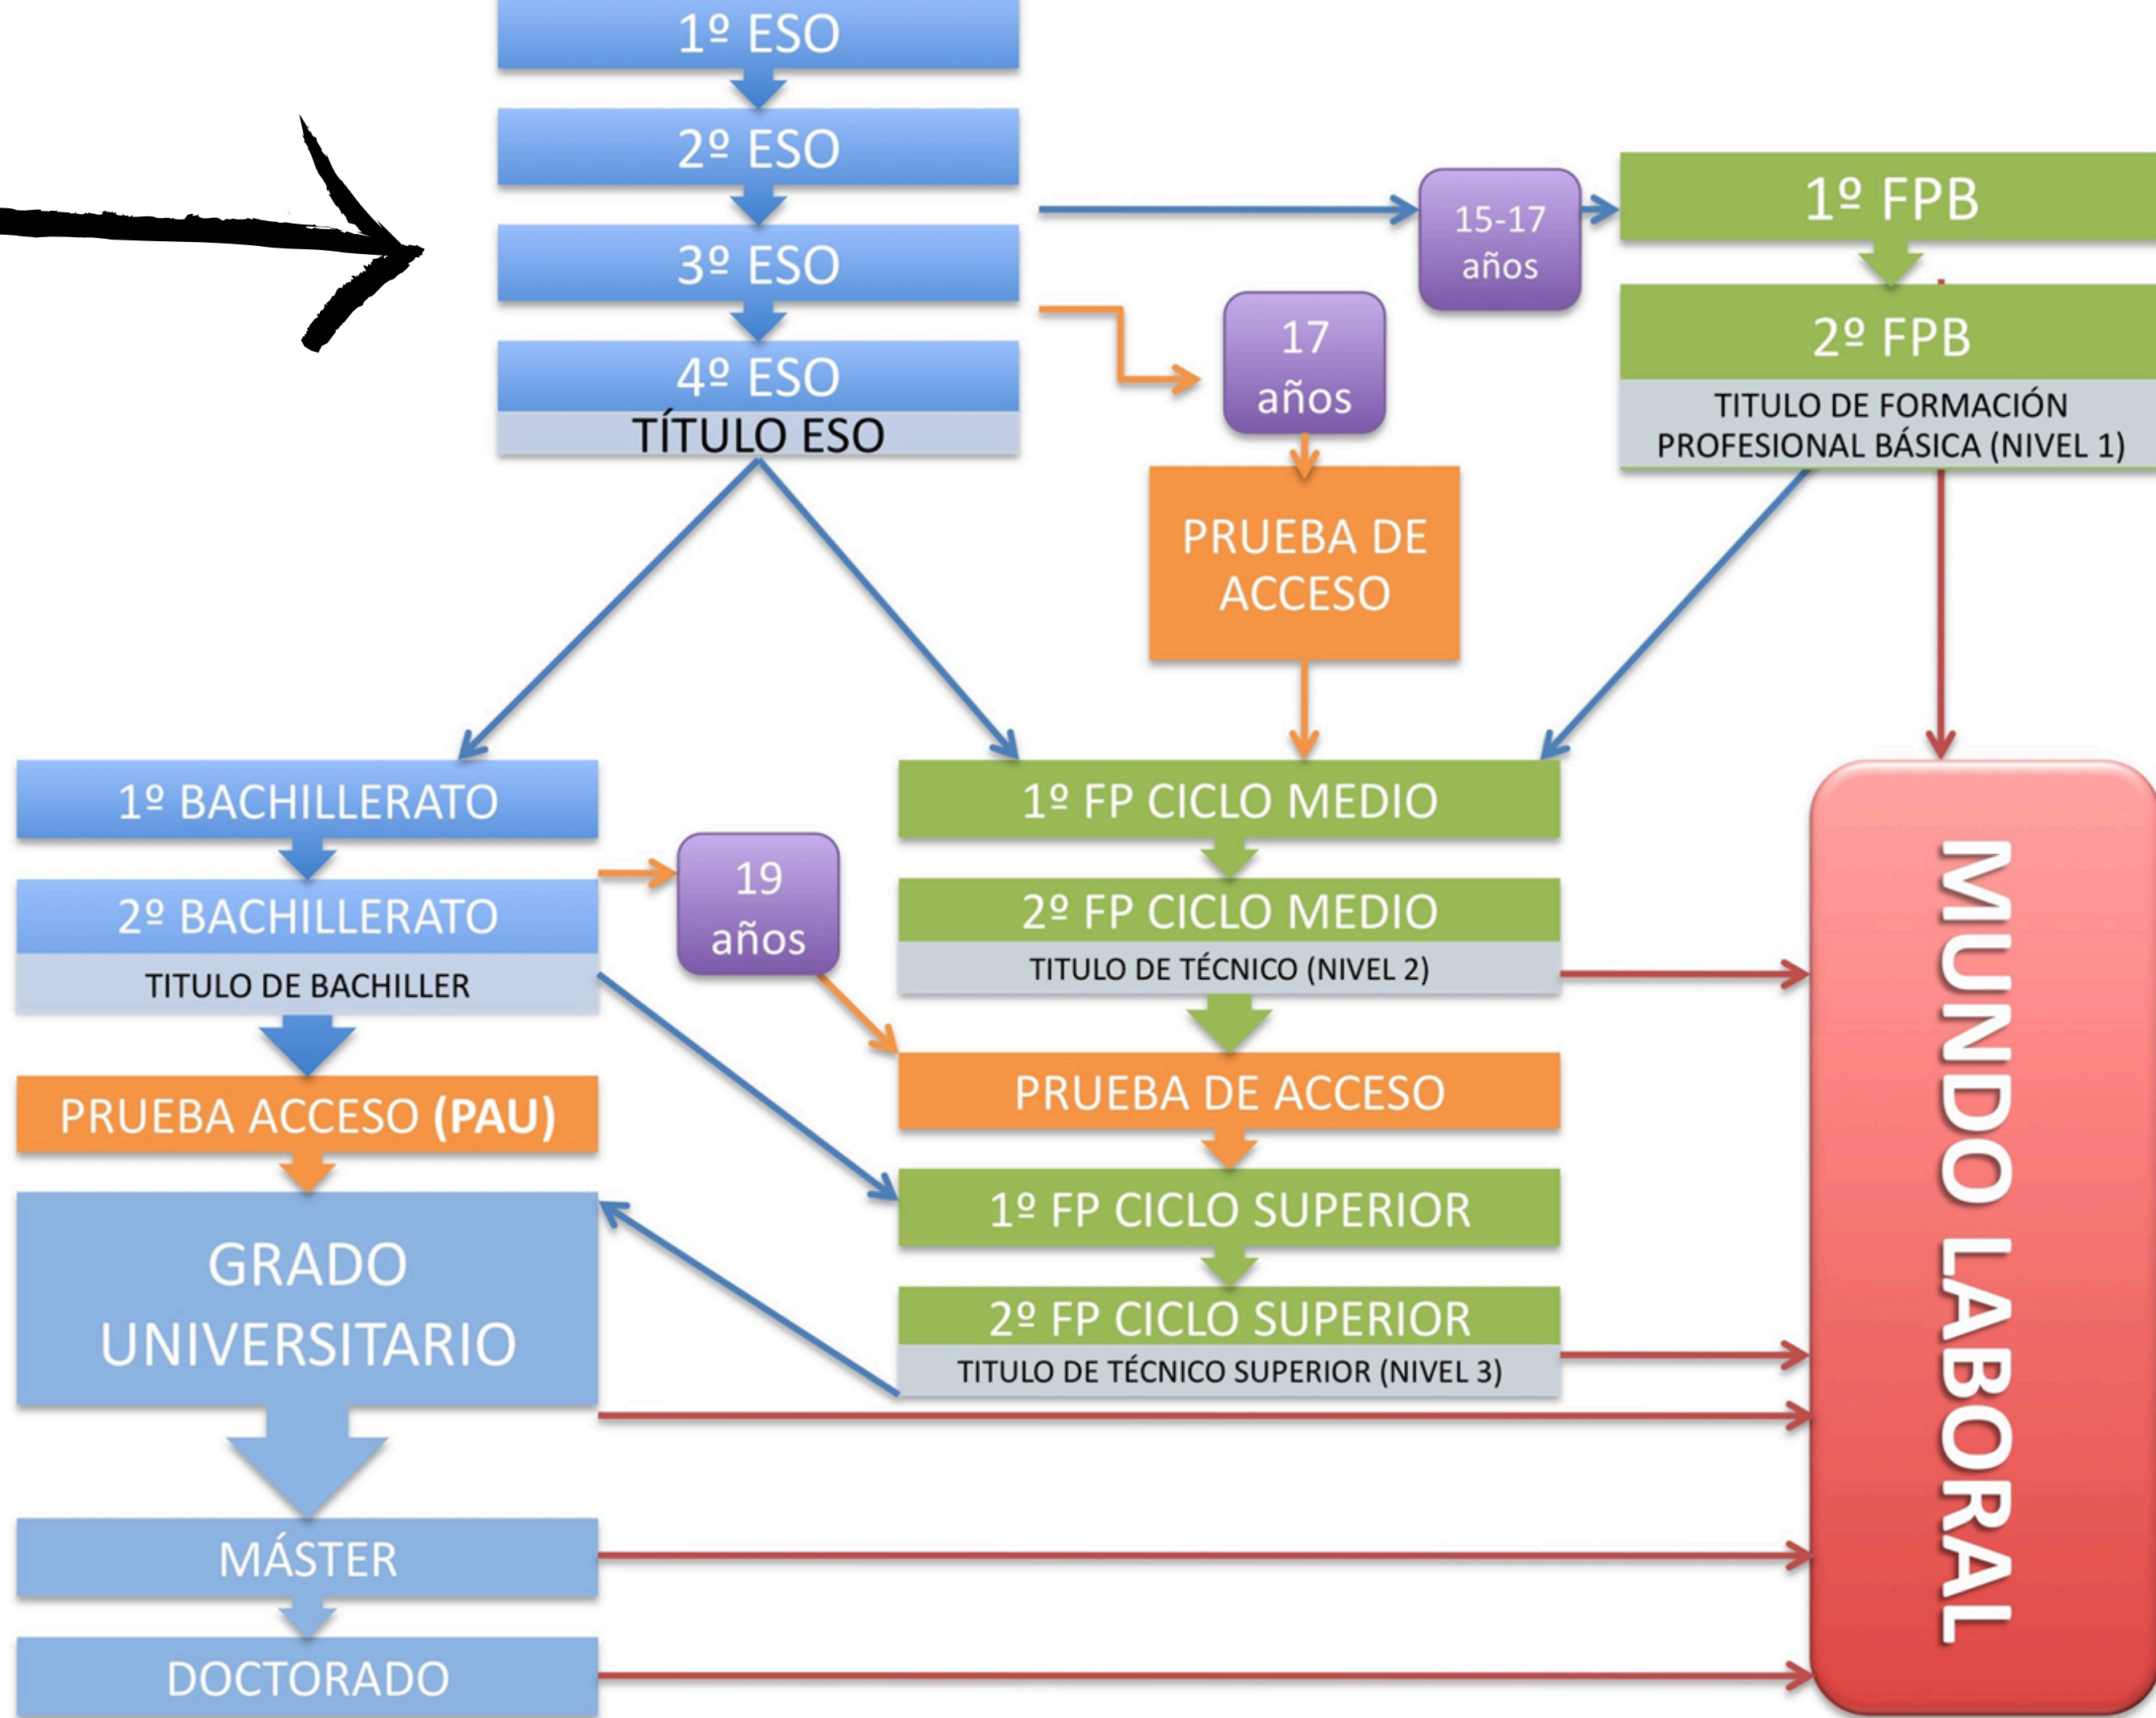 1º ESO
2º ESO
3º ESO
4º ESO
TÍTULO ESO
15-17
años
17
años
1º FPB
2º FPB
TITULO DE FORMACIÓN
PROFESIONAL BÁSICA (NIVEL 1)
PRUEBA DE
ACCESO
1º BACHILLERATO
2º BACHILLERATO
TITULO DE BACHILLER
PRUEBA ACCESO (PAU)
GRADO
UNIVERSITARIO
MÁSTER
DOCTORADO
19
años
1º FP CICLO MEDIO
2º FP CICLO MEDIO
TITULO DE TÉCNICO (NIVEL 2)
PRUEBA DE ACCESO
1º FP CICLO SUPERIOR
2º FP CICLO SUPERIOR
TITULO DE TÉCNICO SUPERIOR (NIVEL 3)
MUNDO LABORAL